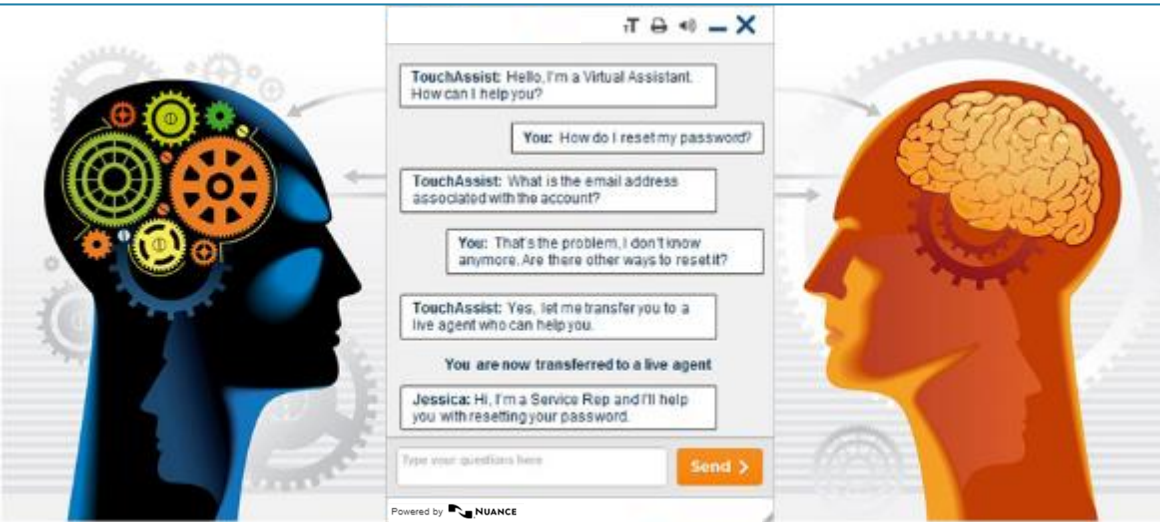 TT
TouchAssist: Hello, I'm a Virtual Assistant.
How can I help you?
You: How do I reset my password?
TouchAssist: What is the email address
associated with the account?
You: That's the problem, I don't know
anymore. Are there other ways to reset it?
TouchAssist: Yes, let me transfer you to a
live agent who can help you.
You are now transferred to a live agent
Jessica: Hi, I'm a Service Rep and I'll help
you with resetting your password.
Type your questions here
Send >
Powered by NUANCE